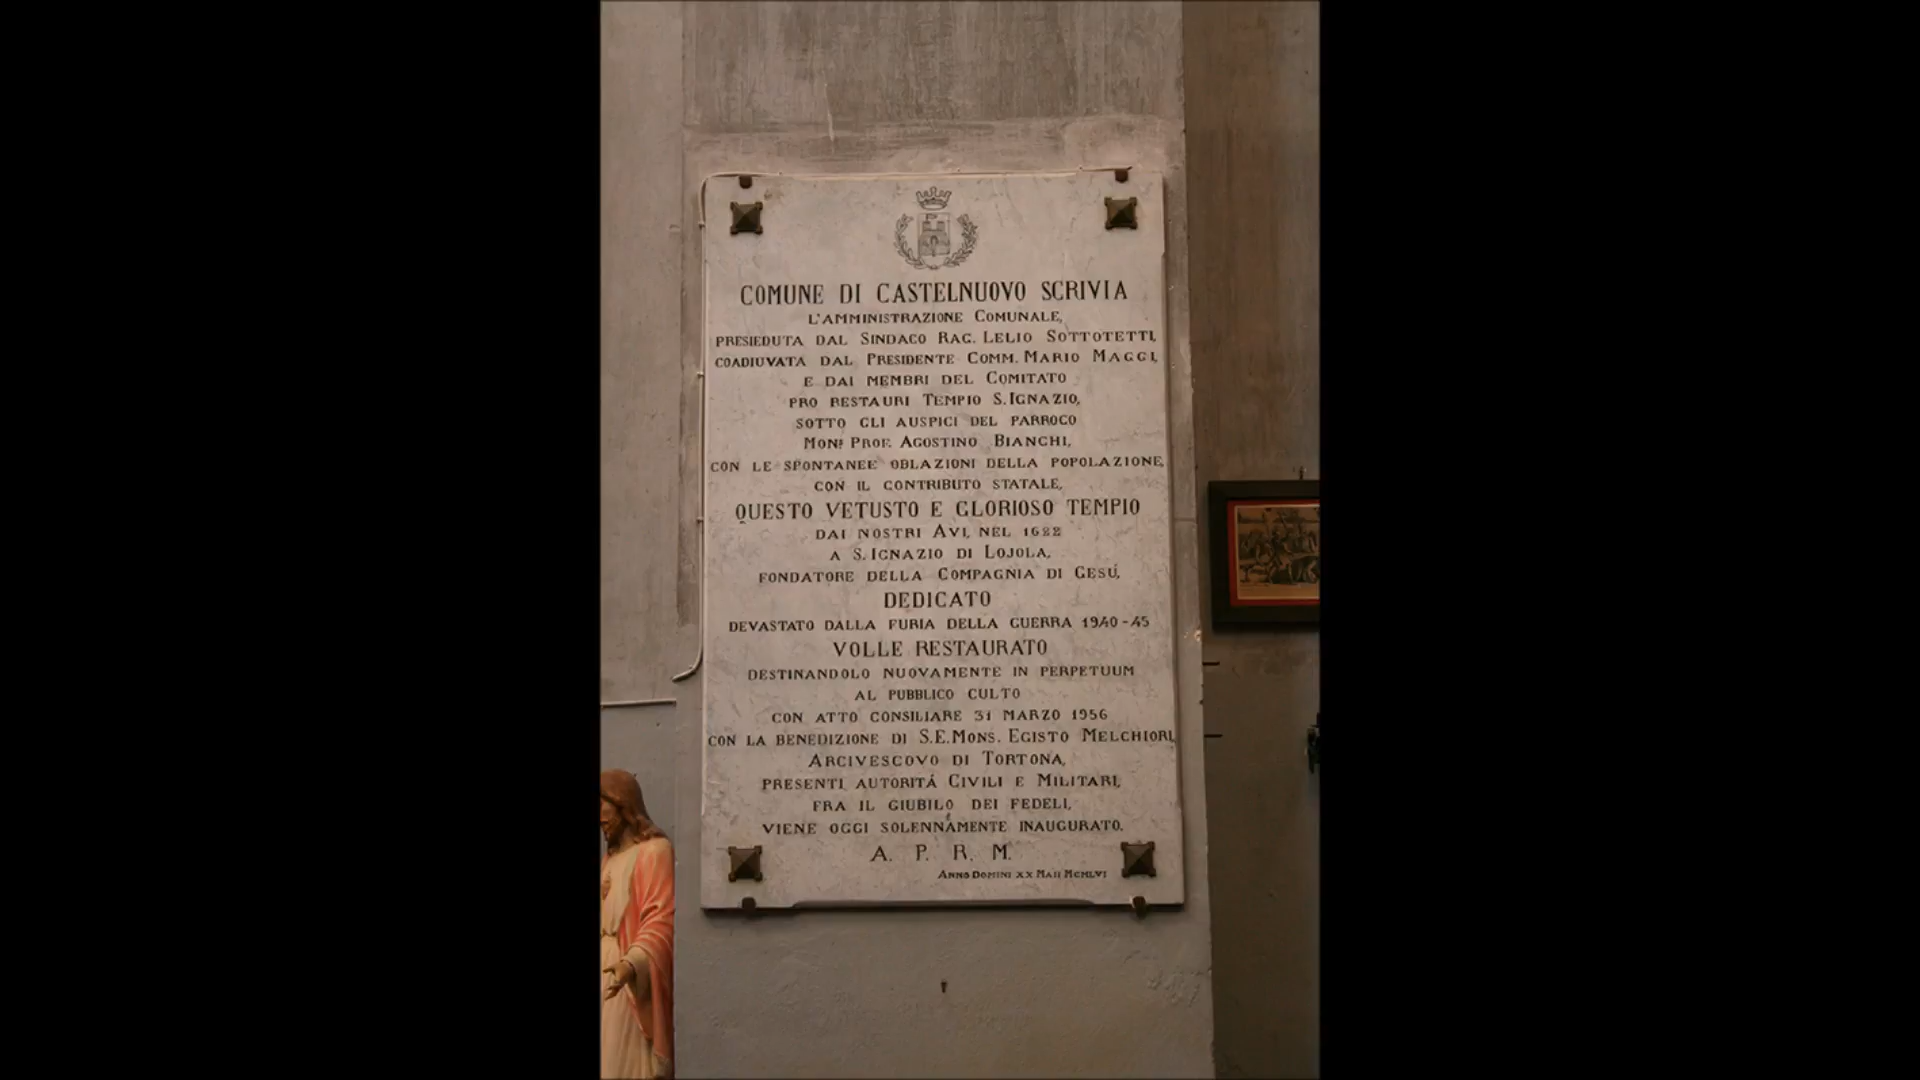 COMUNE DI CASTELNUOVO SCRIVIA
L'AMMINISTRAZIONE COMUNALE,
PRESIEDUTA DAL SINDACO RAG. LELIO SOTTOTETTI,
COADIUVATA DAL PRESIDENTE COMM. MARIO MAGGI,
E DAI MEMBRI DEL COMITATO
PRO RESTAURI TEMPIO S. IGNAZIO,
SOTTO GLI AUSPICI DEL PARROCO
MONS. PROF. AGOSTINO BIANCHI,
CON LE SPONTANEE OBLAZIONI DELLA POPOLAZIONE,
CON IL CONTRIBUTO STATALE,
QUESTO VETUSTO E GLORIOSO TEMPIO
DAI NOSTRI AVI, NEL 1622
A S. IGNAZIO DI LOJOLA,
FONDATORE DELLA COMPAGNIA DI GESÚ,
DEDICATO
DEVASTATO DALLA FURIA DELLA GUERRA 1940-45
VOLLE RESTAURATO
DESTINANDOLO NUOVAMENTE IN PERPETUUM
AL PUBBLICO CULTO
CON ATTO CONSILIARE 31 MARZO 1956
CON LA BENEDIZIONE DI S.E. MONS. EGISTO MELCHIORI,
ARCIVESCOVO DI TORTONA,
PRESENTI AUTORITÁ CIVILI E MILITARI,
FRA IL GIUBILO DEI FEDELI,
VIENE OGGI SOLENNAMENTE INAUGURATO.
A. P. R. M.
ANNO DOMINI XX MAII MCMLVI